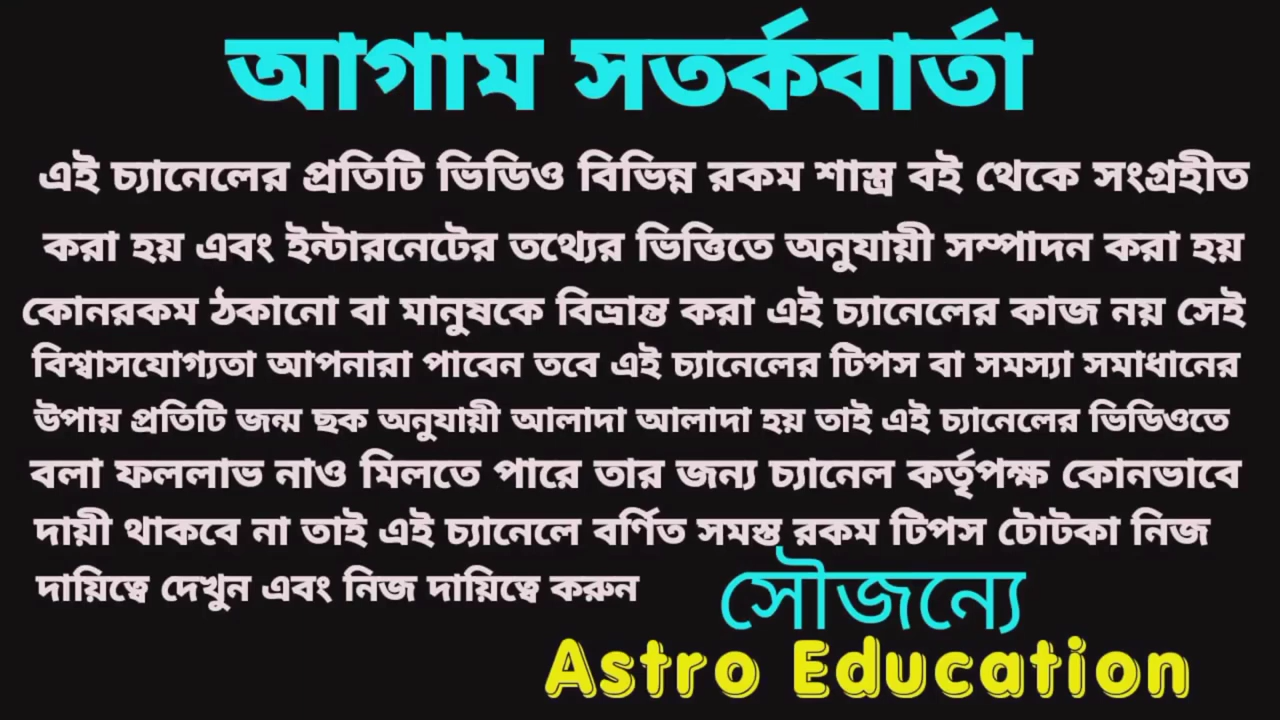 আগাম সতর্কবার্তা
এই চ্যানেলের প্রতিটি ভিডিও বিভিন্ন রকম শাস্ত্র বই থেকে সংগ্রহীত
করা হয় এবং ইন্টারনেটের তথ্যের ভিত্তিতে অনুযায়ী সম্পাদন করা হয়
কোনরকম ঠকানো বা মানুষকে বিভ্রান্ত করা এই চ্যানেলের কাজ নয় সেই
বিশ্বাসযোগ্যতা আপনারা পাবেন তবে এই চ্যানেলের টিপস বা সমস্যা সমাধানের
উপায় প্রতিটি জন্ম ছক অনুযায়ী আলাদা আলাদা হয় তাই এই চ্যানেলের ভিডিওতে
বলা ফললাভ নাও মিলতে পারে তার জন্য চ্যানেল কর্তৃপক্ষ কোনভাবে
দায়ী থাকবে না তাই এই চ্যানেলে বর্ণিত সমস্ত রকম টিপস টোটকা নিজ
দায়িত্বে দেখুন এবং নিজ দায়িত্বে করুন
সৌজন্যে
Astro Education